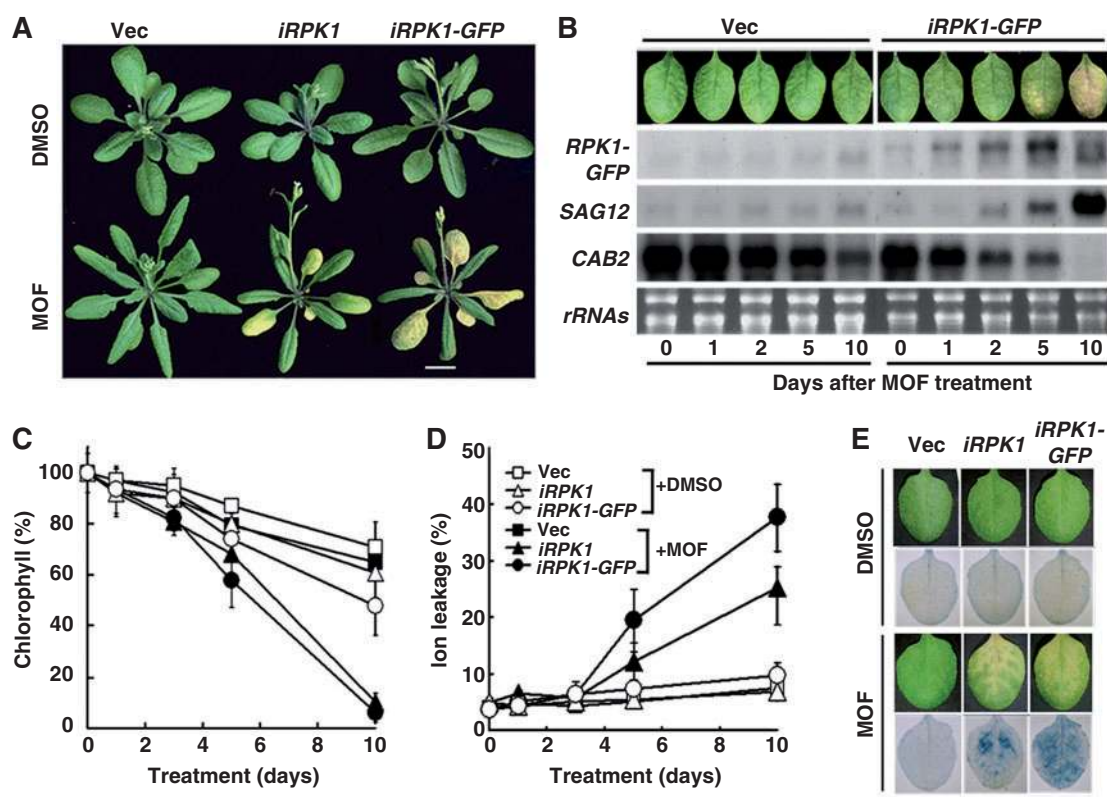 A
Vec
iRPK1
iRPK1-GFP
DMSO
MOF
B
Vec
iRPK1-GFP
RPK1-
GFP
SAG12
CAB2
rRNAs
0 1 2 5 10 0 1 2 5 10
Days after MOF treatment
C
Chlorophyll (%)
100
80
60
40
20
0
0 2 4 6 8 10
Treatment (days)
D
Ion leakage (%)
50
40
30
20
10
0
Vec
iRPK1
iRPK1-GFP
+DMSO
Vec
iRPK1
iRPK1-GFP
+MOF
0 2 4 6 8 10
Treatment (days)
E
Vec
iRPK1
iRPK1-
GFP
DMSO
MOF